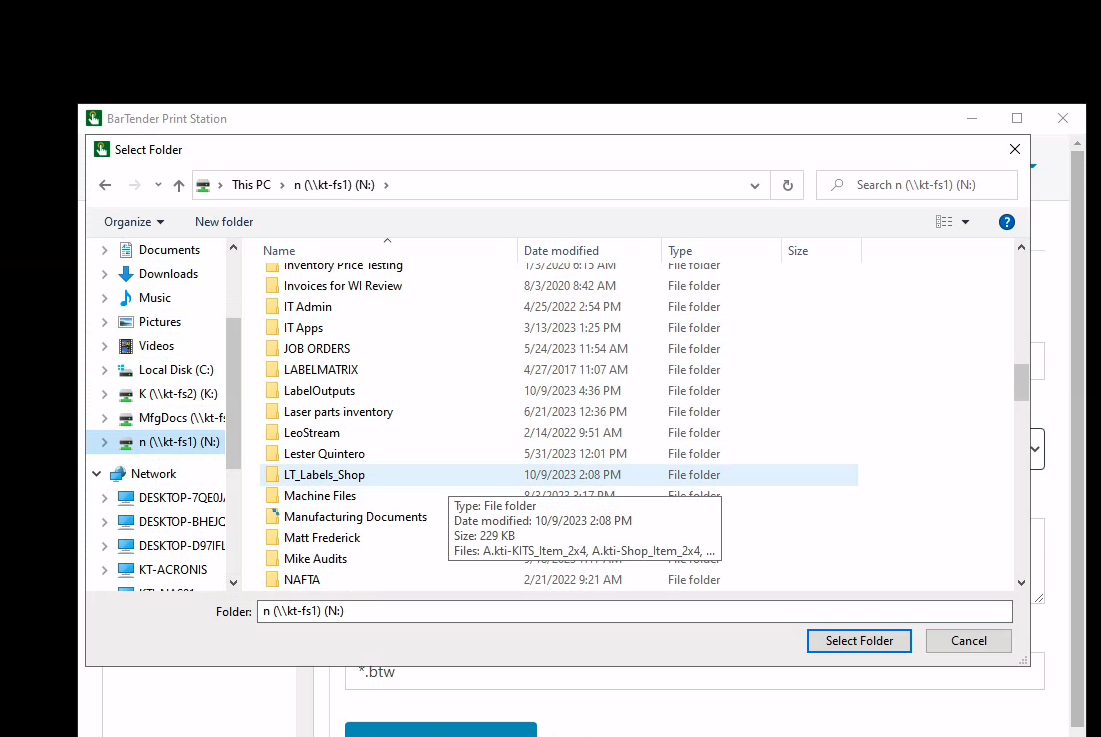 BarTender Print Station
Select Folder
This PC > n (\\kt-fs1) (N:) >
Search n (\\kt-fs1) (N:)
Organize
New folder
Name Date modified Type Size
Documents
Downloads
Music
Pictures
Videos
Local Disk (C:)
K (\\kt-fs2) (K:)
MfgDocs (\\kt-fs
n (\\kt-fs1) (N:)
Network
DESKTOP-7QE0J
DESKTOP-BHEJC
DESKTOP-D97IFL
KT-ACRONIS
Inventory Price Testing 1/3/2020 6:15 AM File folder
Invoices for WI Review 8/3/2020 8:42 AM File folder
IT Admin 4/25/2022 2:54 PM File folder
IT Apps 3/13/2023 1:25 PM File folder
JOB ORDERS 5/24/2023 11:54 AM File folder
LABELMATRIX 4/27/2017 11:07 AM File folder
LabelOutputs 10/9/2023 4:36 PM File folder
Laser parts inventory 6/21/2023 12:36 PM File folder
LeoStream 2/14/2022 9:51 AM File folder
Lester Quintero 5/31/2023 12:01 PM File folder
LT_Labels_Shop 10/9/2023 2:08 PM File folder
Machine Files 8/3/2023 3:17 PM File folder
Manufacturing Documents
Matt Frederick
Mike Audits
NAFTA 2/21/2022 9:21 AM File folder
Type: File folder
Date modified: 10/9/2023 2:08 PM
Size: 229 KB
Files: A.kti-KITS_Item_2x4, A.kti-Shop_Item_2x4, ...
Folder: n (\\kt-fs1) (N:)
Select Folder
Cancel
*.btw